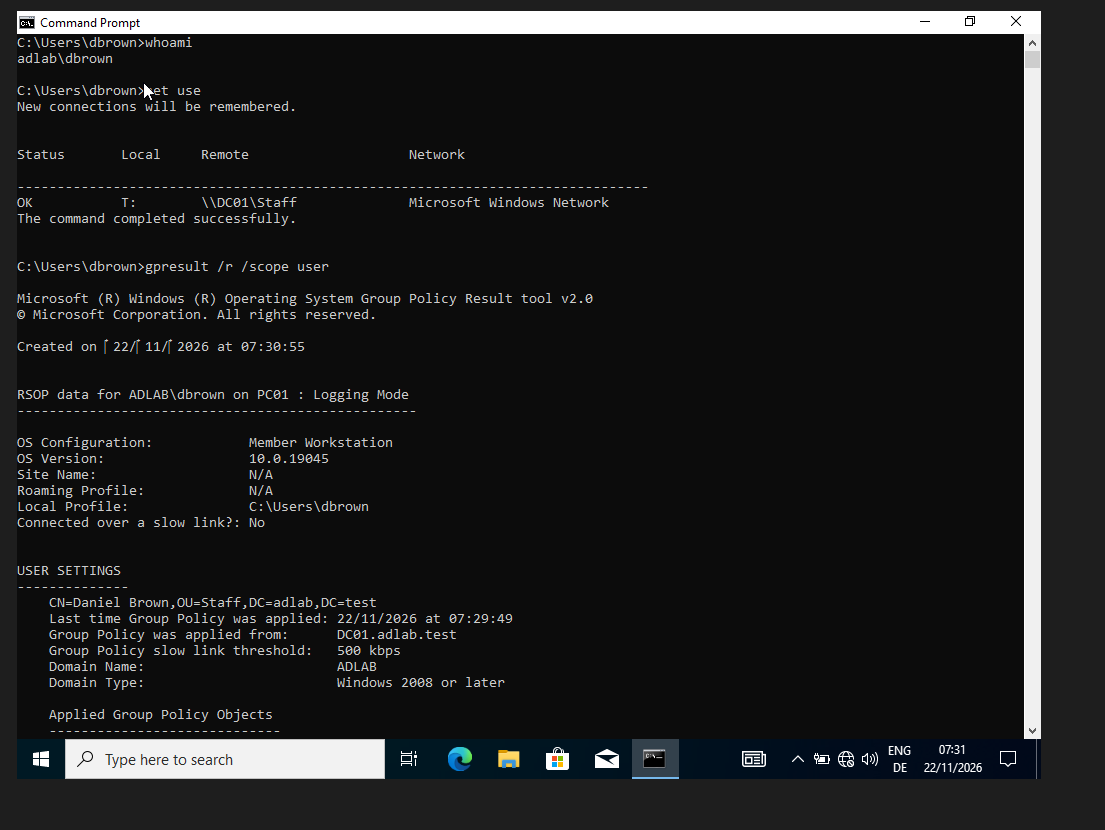 Command Prompt
C:\Users\dbrown>whoami
adlab\dbrown
C:\Users\dbrown>et use
New connections will be remembered.
Status Local Remote Network
-------------------------------------------------------------------------------
OK T: \\DC01\Staff Microsoft Windows Network
The command completed successfully.
C:\Users\dbrown>gpresult /r /scope user
Microsoft (R) Windows (R) Operating System Group Policy Result tool v2.0
© Microsoft Corporation. All rights reserved.
Created on 22/ 11/ 2026 at 07:30:55
RSOP data for ADLAB\dbrown on PC01 : Logging Mode
--------------------------------------------------
OS Configuration: Member Workstation
OS Version: 10.0.19045
Site Name: N/A
Roaming Profile: N/A
Local Profile: C:\Users\dbrown
Connected over a slow link?: No
USER SETTINGS
--------------
CN=Daniel Brown,OU=Staff,DC=adlab,DC=test
Last time Group Policy was applied: 22/11/2026 at 07:29:49
Group Policy was applied from: DC01.adlab.test
Group Policy slow link threshold: 500 kbps
Domain Name: ADLAB
Domain Type: Windows 2008 or later
Applied Group Policy Objects
-----------------------------
Type here to search
ENG
DE
07:31
22/11/2026